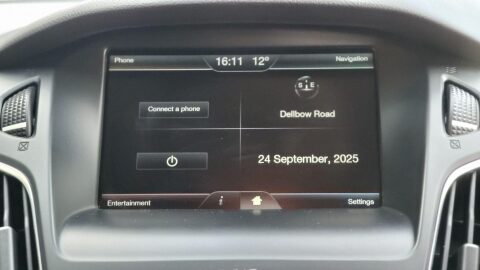 Phone 16:11 12° Navigation
S E
Connect a phone
Dellbow Road
24 September, 2025
Entertainment i Settings